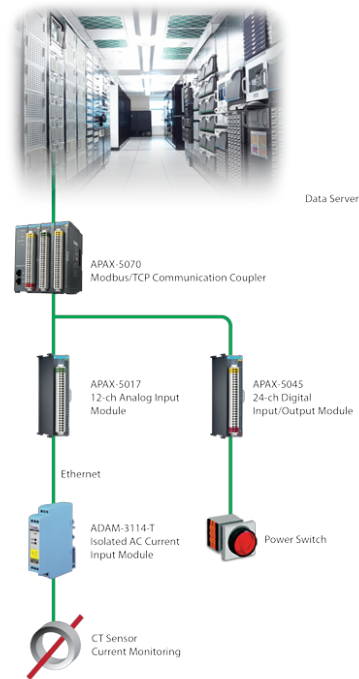 Data Server
APAX-5070
Modbus/TCP Communication Coupler
APAX-5017
12-ch Analog Input
Module
APAX-5045
24-ch Digital
Input/Output Module
Ethernet
ADAM-3114-T
Isolated AC Current
Input Module
Power Switch
CT Sensor
Current Monitoring